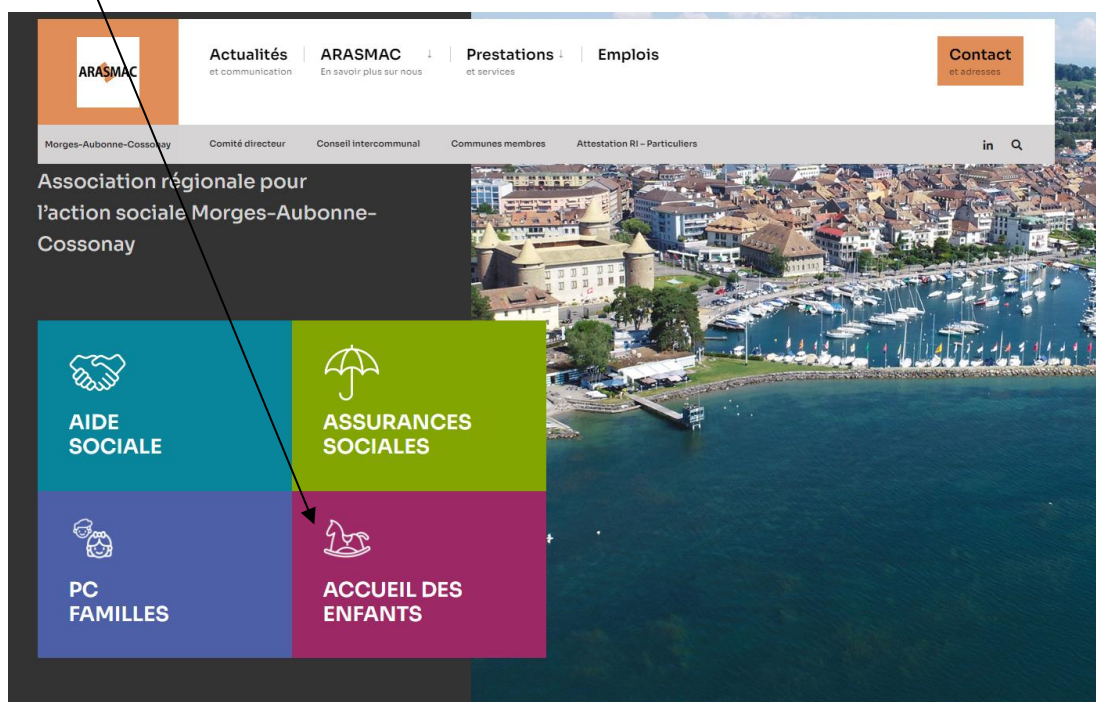 ARASMAC
Actualités
et communication
ARASMAC ↓
En savoir plus sur nous
Prestations ↓
et services
Emplois
Contact
et adresses
Morges-Aubonne-Cossonay
Comité directeur
Conseil intercommunal
Communes membres
Attestation RI – Particuliers
in
Association régionale pour
l’action sociale Morges-Aubonne-
Cossonay
AIDE
SOCIALE
ASSURANCES
SOCIALES
PC
FAMILLES
ACCUEIL DES
ENFANTS